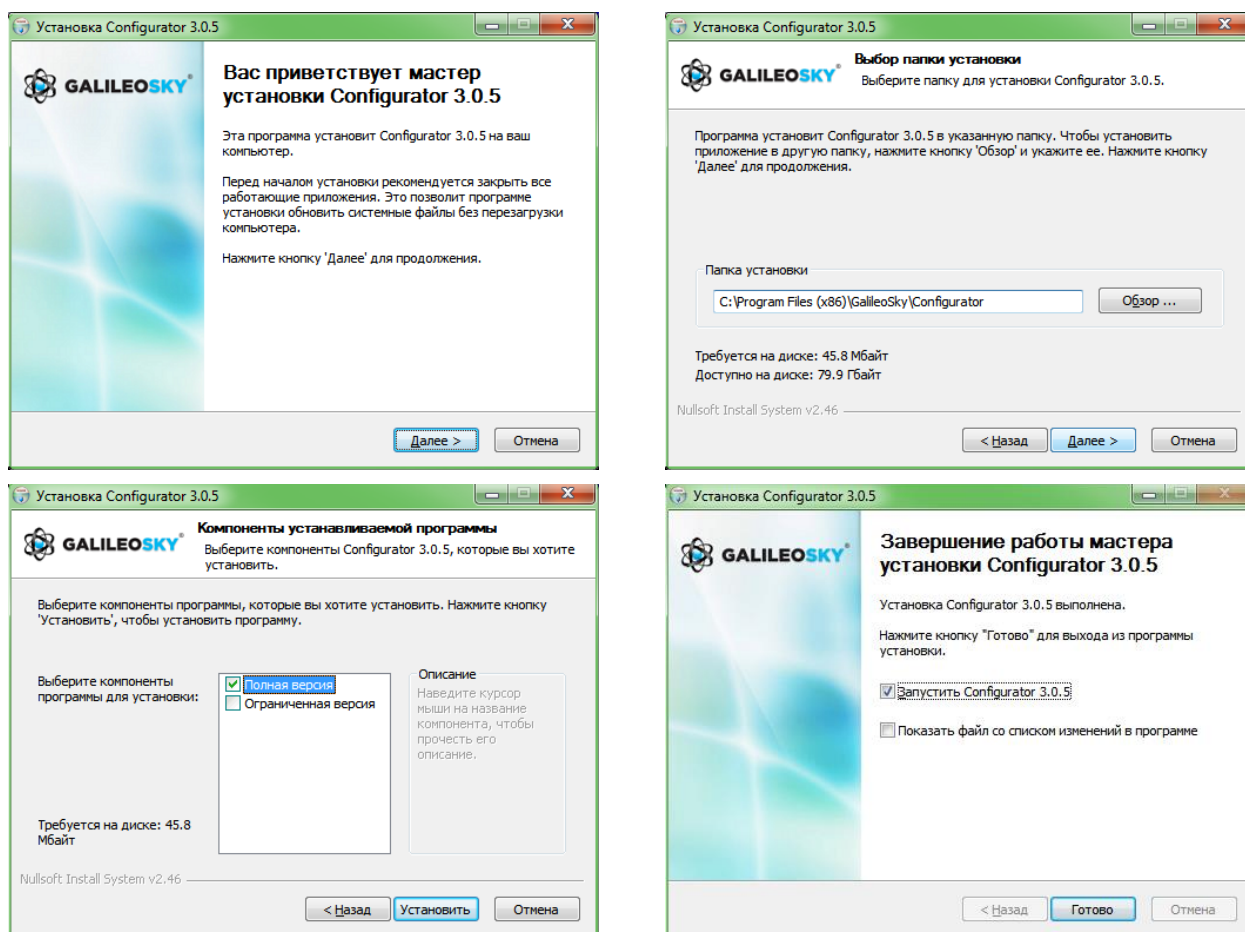 Установка Configurator 3.0.5
GALILEOSKY®
Вас приветствует мастер
установки Configurator 3.0.5
Эта программа установит Configurator 3.0.5 на ваш
компьютер.
Перед началом установки рекомендуется закрыть все
работающие приложения. Это позволит программе
установки обновить системные файлы без перезагрузки
компьютера.
Нажмите кнопку 'Далее' для продолжения.
Далее >
Отмена
Установка Configurator 3.0.5
GALILEOSKY®
Выбор папки установки
Выберите папку для установки Configurator 3.0.5.
Программа установит Configurator 3.0.5 в указанную папку. Чтобы установить
приложение в другую папку, нажмите кнопку 'Обзор' и укажите ее. Нажмите кнопку
'Далее' для продолжения.
Папка установки
C:\Program Files (x86)\GalileoSky\Configurator
Обзор ...
Требуется на диске: 45.8 Мбайт
Доступно на диске: 79.9 Гбайт
Nullsoft Install System v2.46
< Назад
Далее >
Отмена
Установка Configurator 3.0.5
GALILEOSKY®
Компоненты устанавливаемой программы
Выберите компоненты Configurator 3.0.5, которые вы хотите
установить.
Выберите компоненты программы, которые вы хотите установить. Нажмите кнопку
'Установить', чтобы установить программу.
Выберите компоненты
программы для установки:
Полная версия
Ограниченная версия
Описание
Наведите курсор
мыши на название
компонента, чтобы
прочесть его
описание.
Требуется на диске: 45.8
Мбайт
Nullsoft Install System v2.46
< Назад
Установить
Отмена
Установка Configurator 3.0.5
GALILEOSKY®
Завершение работы мастера
установки Configurator 3.0.5
Установка Configurator 3.0.5 выполнена.
Нажмите кнопку "Готово" для выхода из программы
установки.
Запустить Configurator 3.0.5
Показать файл со списком изменений в программе
< Назад
Готово
Отмена